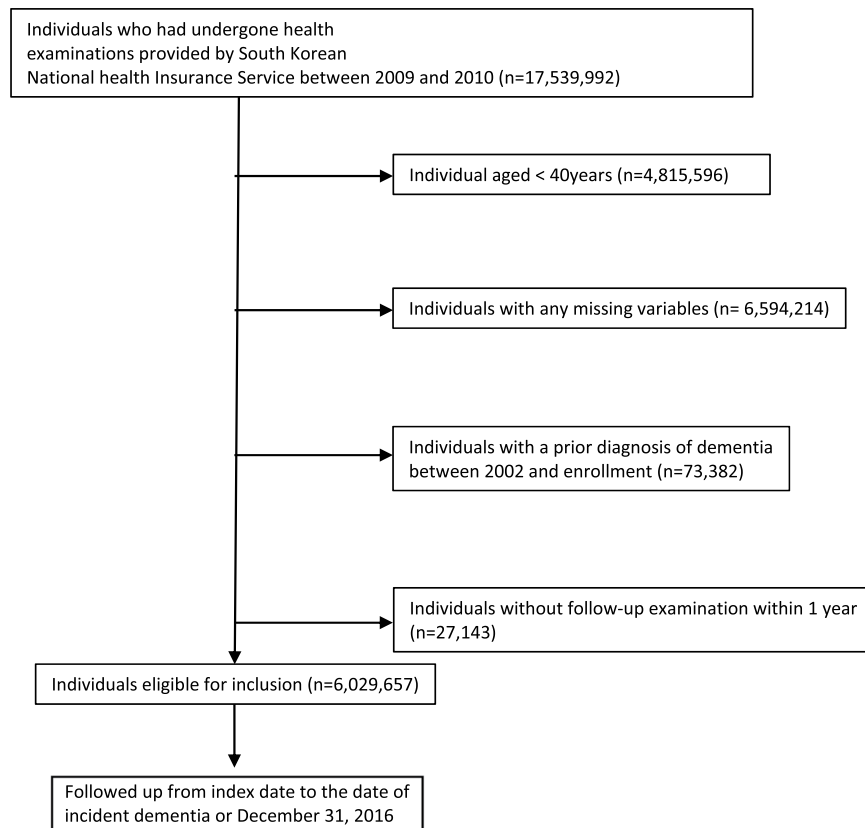 Individuals who had undergone health
examinations provided by South Korean
National health Insurance Service between 2009 and 2010 (n=17,539,992)
Individual aged < 40years (n=4,815,596)
Individuals with any missing variables (n= 6,594,214)
Individuals with a prior diagnosis of dementia
between 2002 and enrollment (n=73,382)
Individuals without follow-up examination within 1 year
(n=27,143)
Individuals eligible for inclusion (n=6,029,657)
Followed up from index date to the date of
incident dementia or December 31, 2016